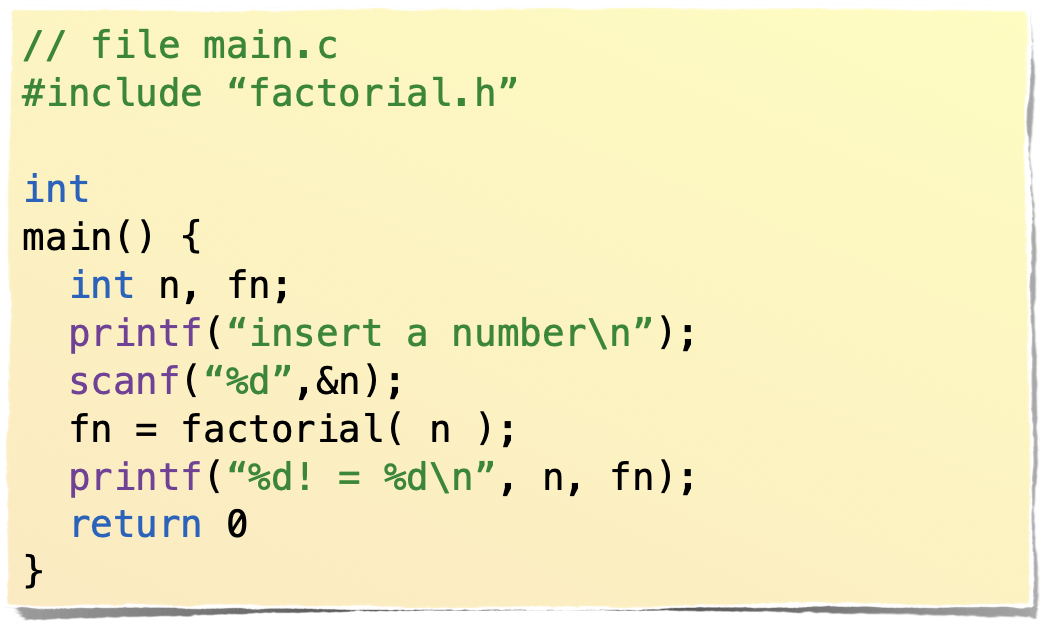 // file main.c
#include “factorial.h”
int
main() {
int n, fn;
printf(“insert a number\n”);
scanf(“%d”,&n);
fn = factorial( n );
printf(“%d! = %d\n”, n, fn);
return 0
}